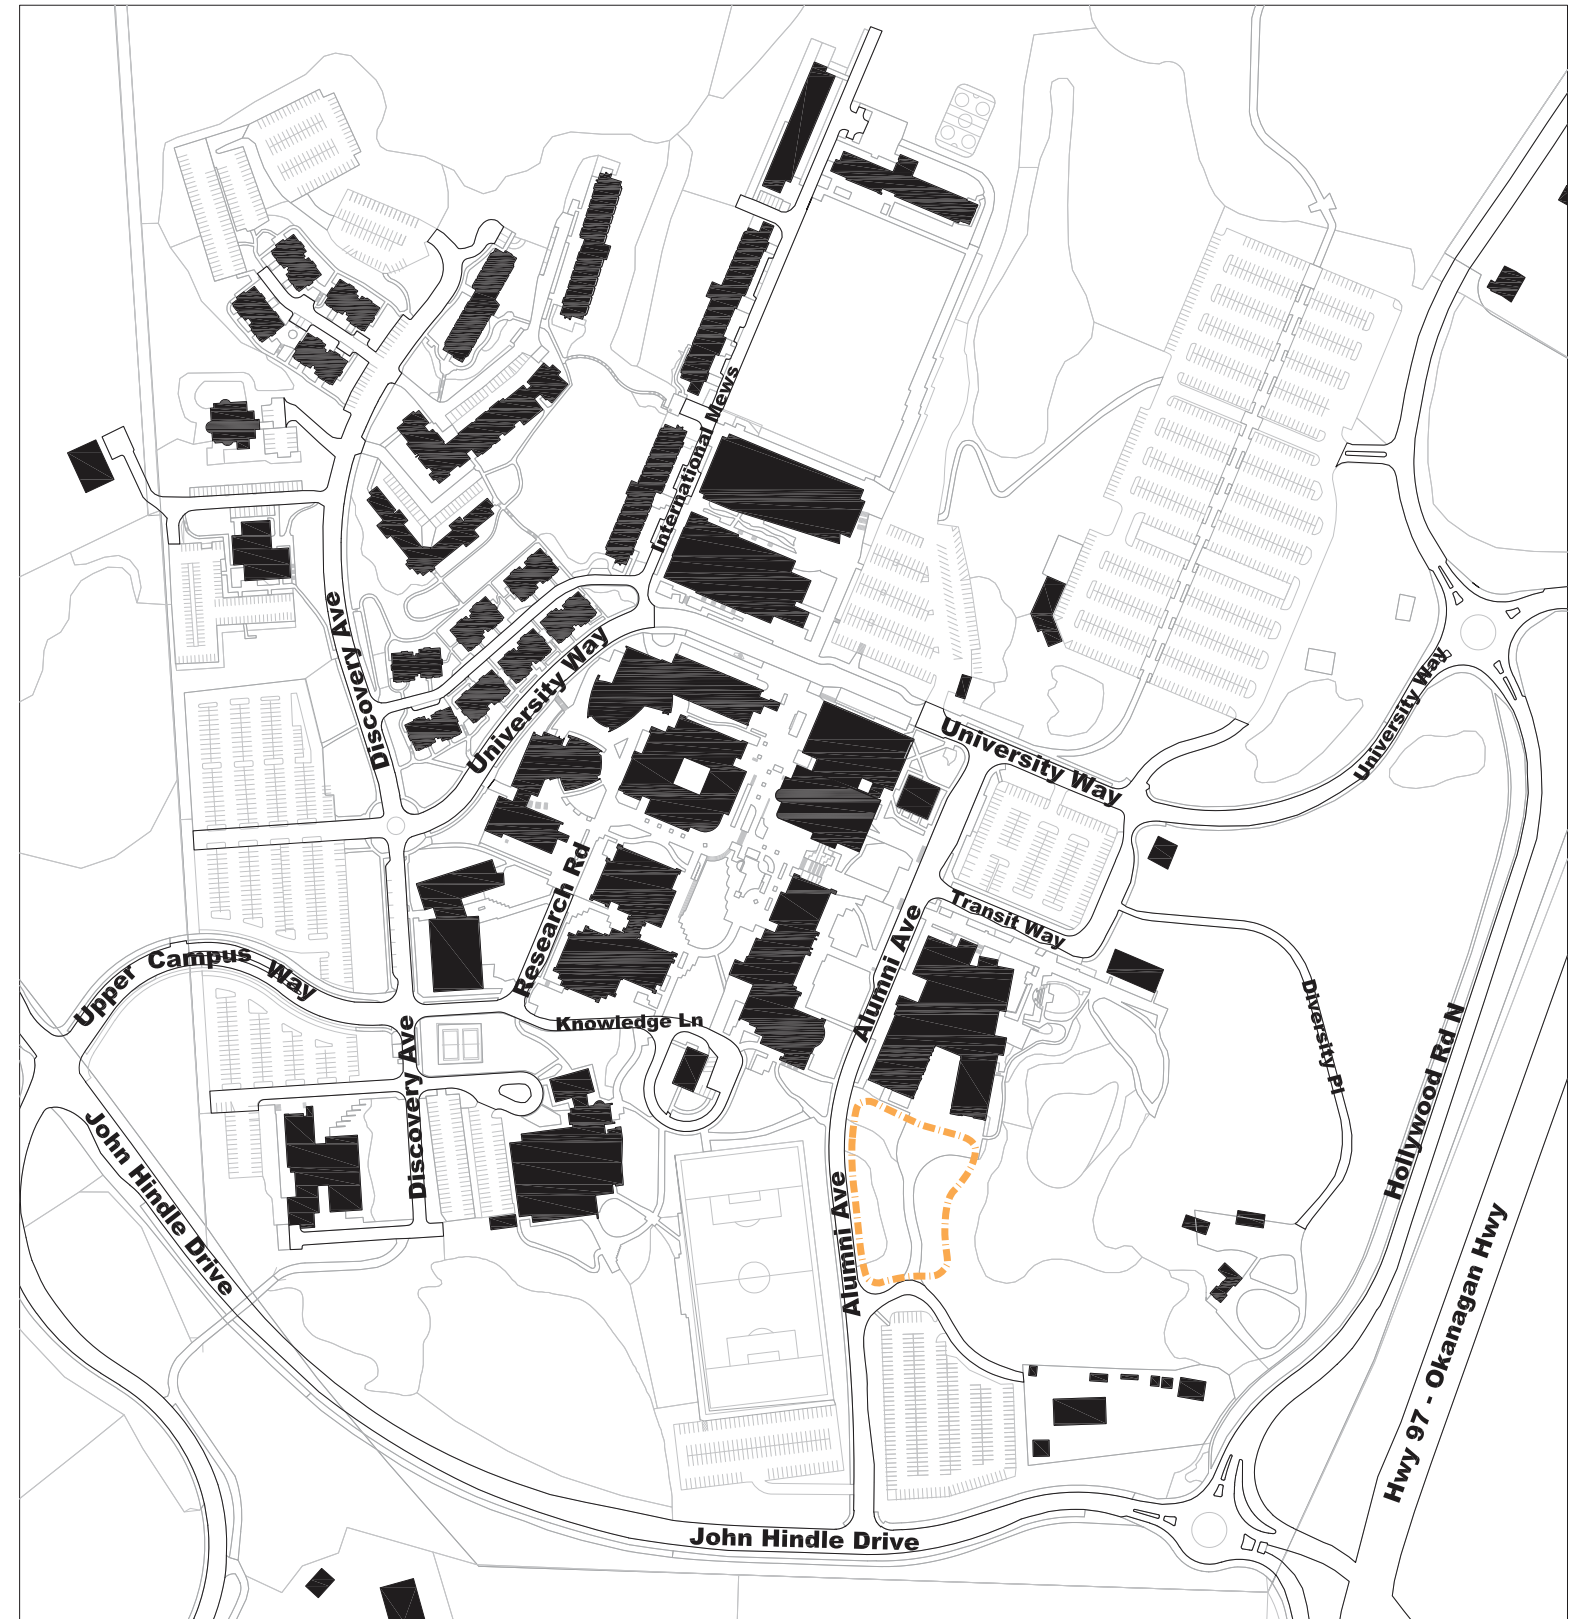 International Mews
Discovery Ave
University Way
University Way
University Way
Research Rd
Transit Way
Alumni Ave
Upper Campus Way
Knowledge Ln
Diversity Pl
Discovery Ave
Hollywood Rd N
John Hindle Drive
Alumni Ave
Hwy 97 - Okanagan Hwy
John Hindle Drive